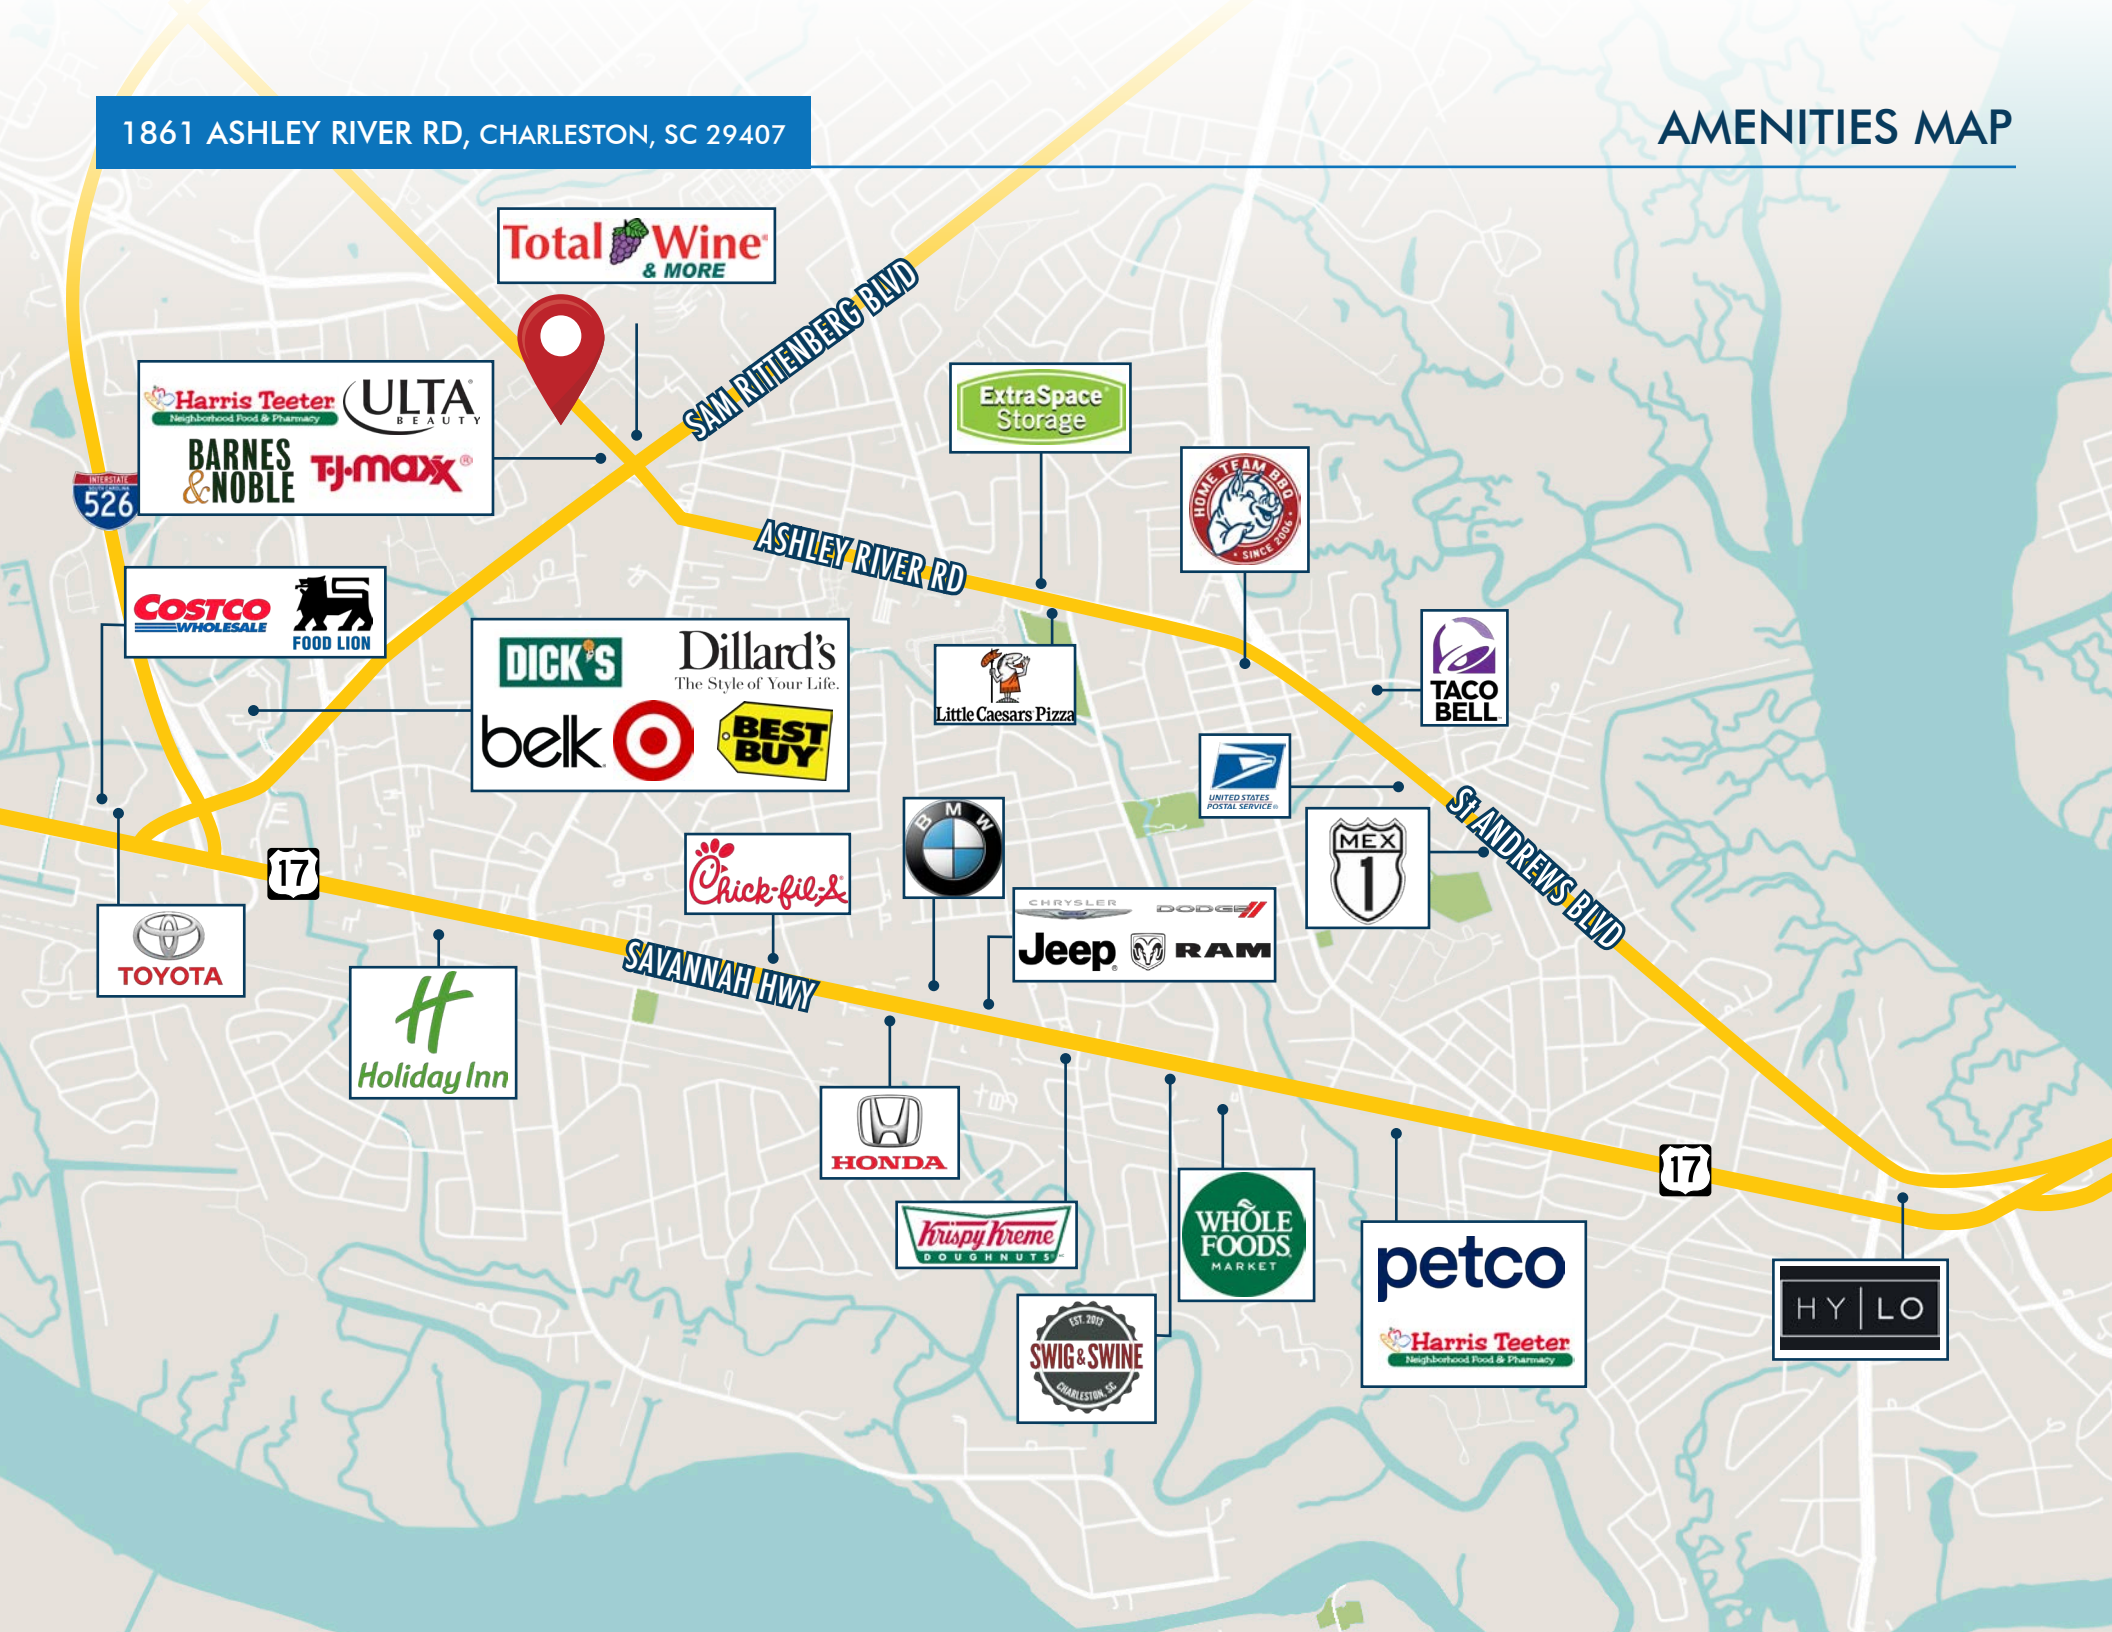 1861 ASHLEY RIVER RD, CHARLESTON, SC 29407
AMENITIES MAP
Total Wine
& MORE
SAM RITTENBERG BLVD
Harris Teeter
Neighborhood Food & Pharmacy
ULTA
BEAUTY
BARNES
&NOBLE
T·J·maxx®
INTERSTATE
SOUTH CAROLINA
526
ExtraSpace
Storage
HOME TEAM BBQ
• SINCE 2006 •
ASHLEY RIVER RD
COSTCO
WHOLESALE
FOOD LION
DICK'S
Dillard's
The Style of Your Life.
belk
BEST
BUY
Little Caesars Pizza
TACO
BELL
UNITED STATES
POSTAL SERVICE®
MEX
1
St ANDREWS BLVD
17
Chick-fil-A
BMW
CHRYSLER
DODGE
Jeep
RAM
TOYOTA
SAVANNAH HWY
Holiday Inn
HONDA
17
Krispy Kreme
DOUGHNUTS
WHOLE
FOODS
MARKET
petco
Harris Teeter
Neighborhood Food & Pharmacy
HY|LO
EST. 2013
SWIG & SWINE
CHARLESTON, SC